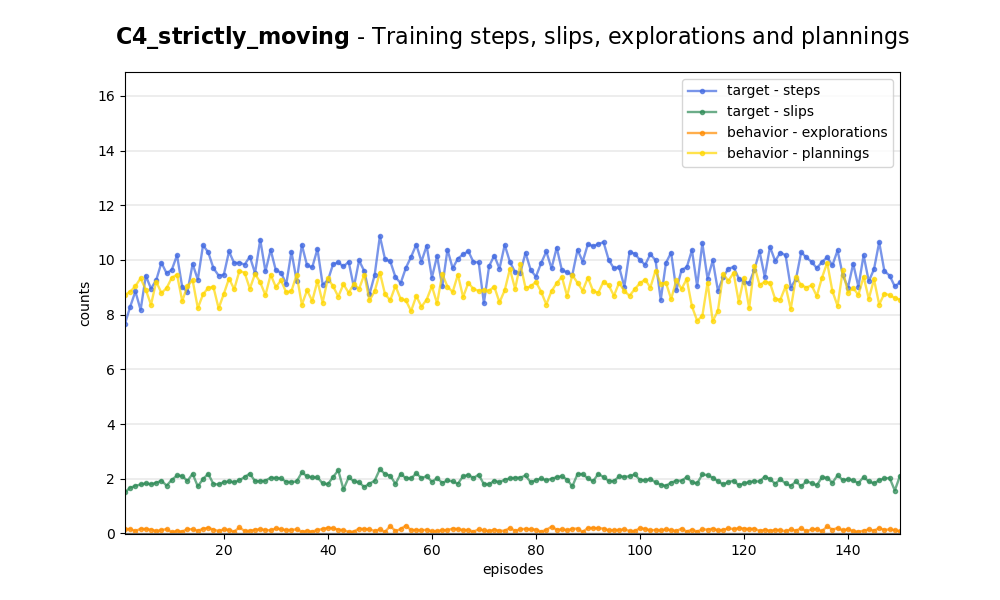 C4_strictly_moving - Training steps, slips, explorations and plannings
target - steps
target - slips
behavior - explorations
behavior - plannings
counts
16
14
12
10
8
6
4
2
0
20 40 60 80 100 120 140
episodes